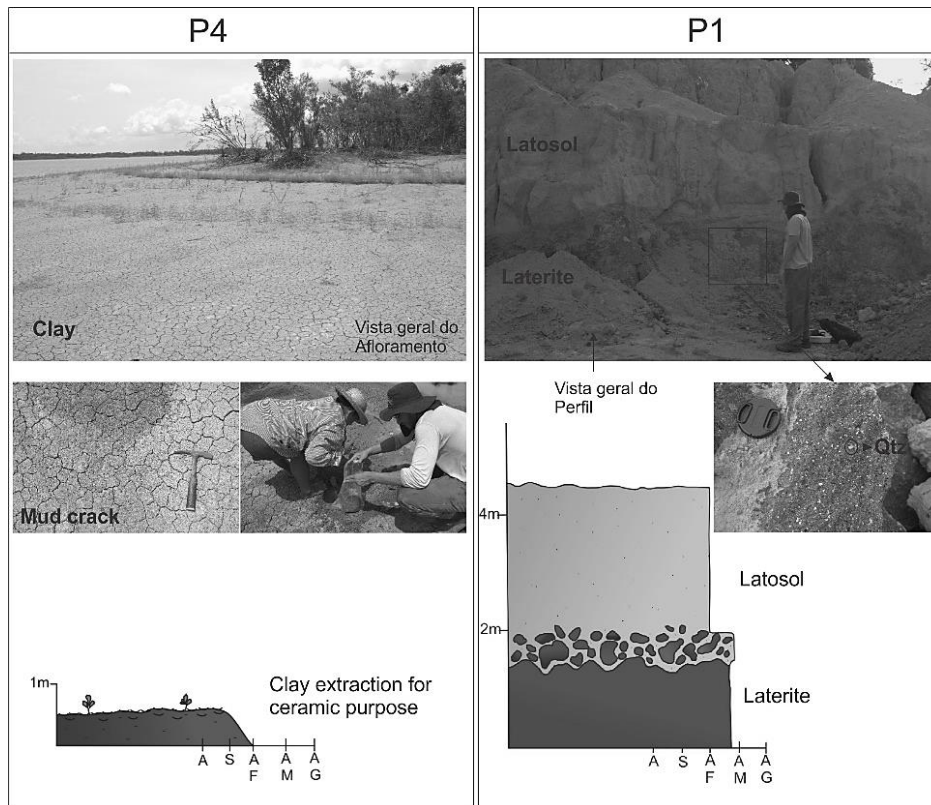 P4
Clay
Vista geral do
Afloramento
Mud crack
1m
Clay extraction for
ceramic purpose
A
S
A
F
A
M
A
G
P1
Latosol
Laterite
Vista geral do
Perfil
Qtz
4m
Latosol
2m
Laterite
A
S
A
F
A
M
A
G